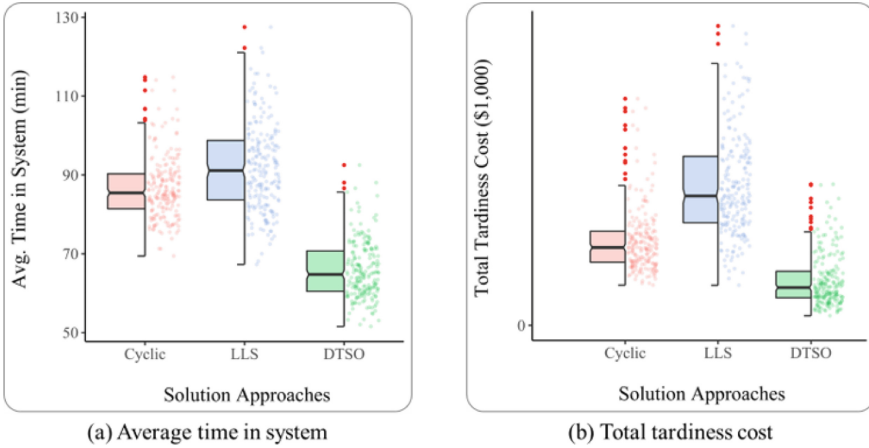 130
110
90
70
50
Avg. Time in System (min)
Cyclic LLS DTSO
Solution Approaches
(a) Average time in system
Total Tardiness Cost ($1,000)
0
Cyclic LLS DTSO
Solution Approaches
(b) Total tardiness cost